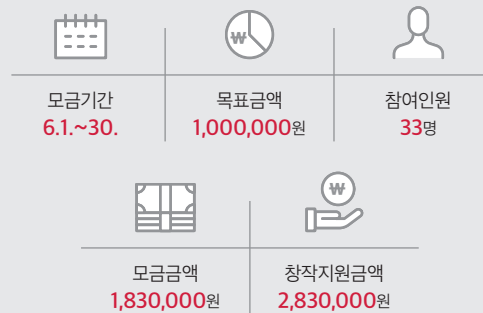 ₩
모금기간 목표금액 참여인원
6.1.~30. 1,000,000원 33명
₩
모금금액 창작지원금액
1,830,000원 2,830,000원